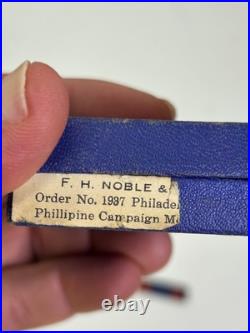 F. H. NOBLE &
Order No. 1937 Philade
Phillipine Campaign M